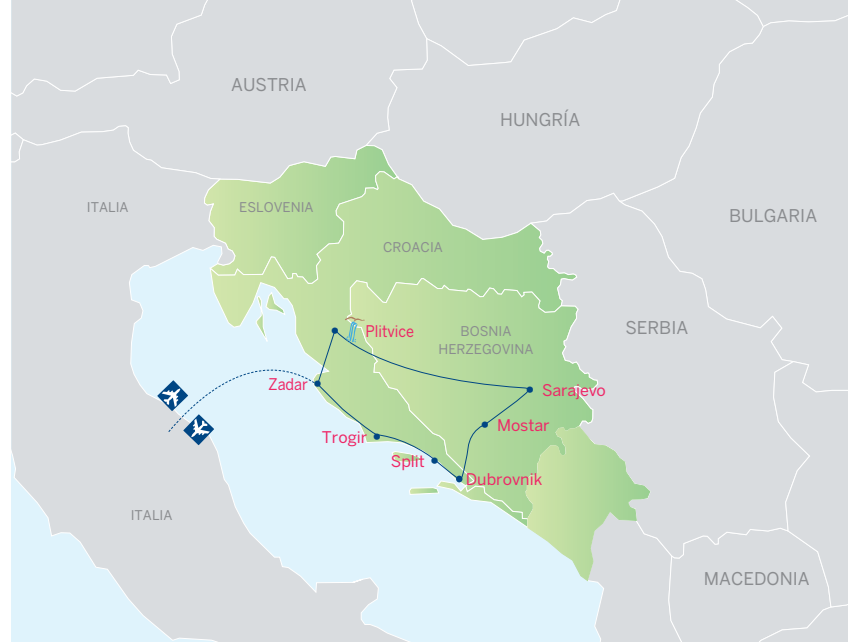 AUSTRIA
HUNGRÍA
ITALIA
ESLOVENIA
BULGARIA
CROACIA
SERBIA
Plitvice
BOSNIA
HERZEGOVINA
Zadar
Sarajevo
Mostar
Trogir
Split
Dubrovnik
ITALIA
MACEDONIA